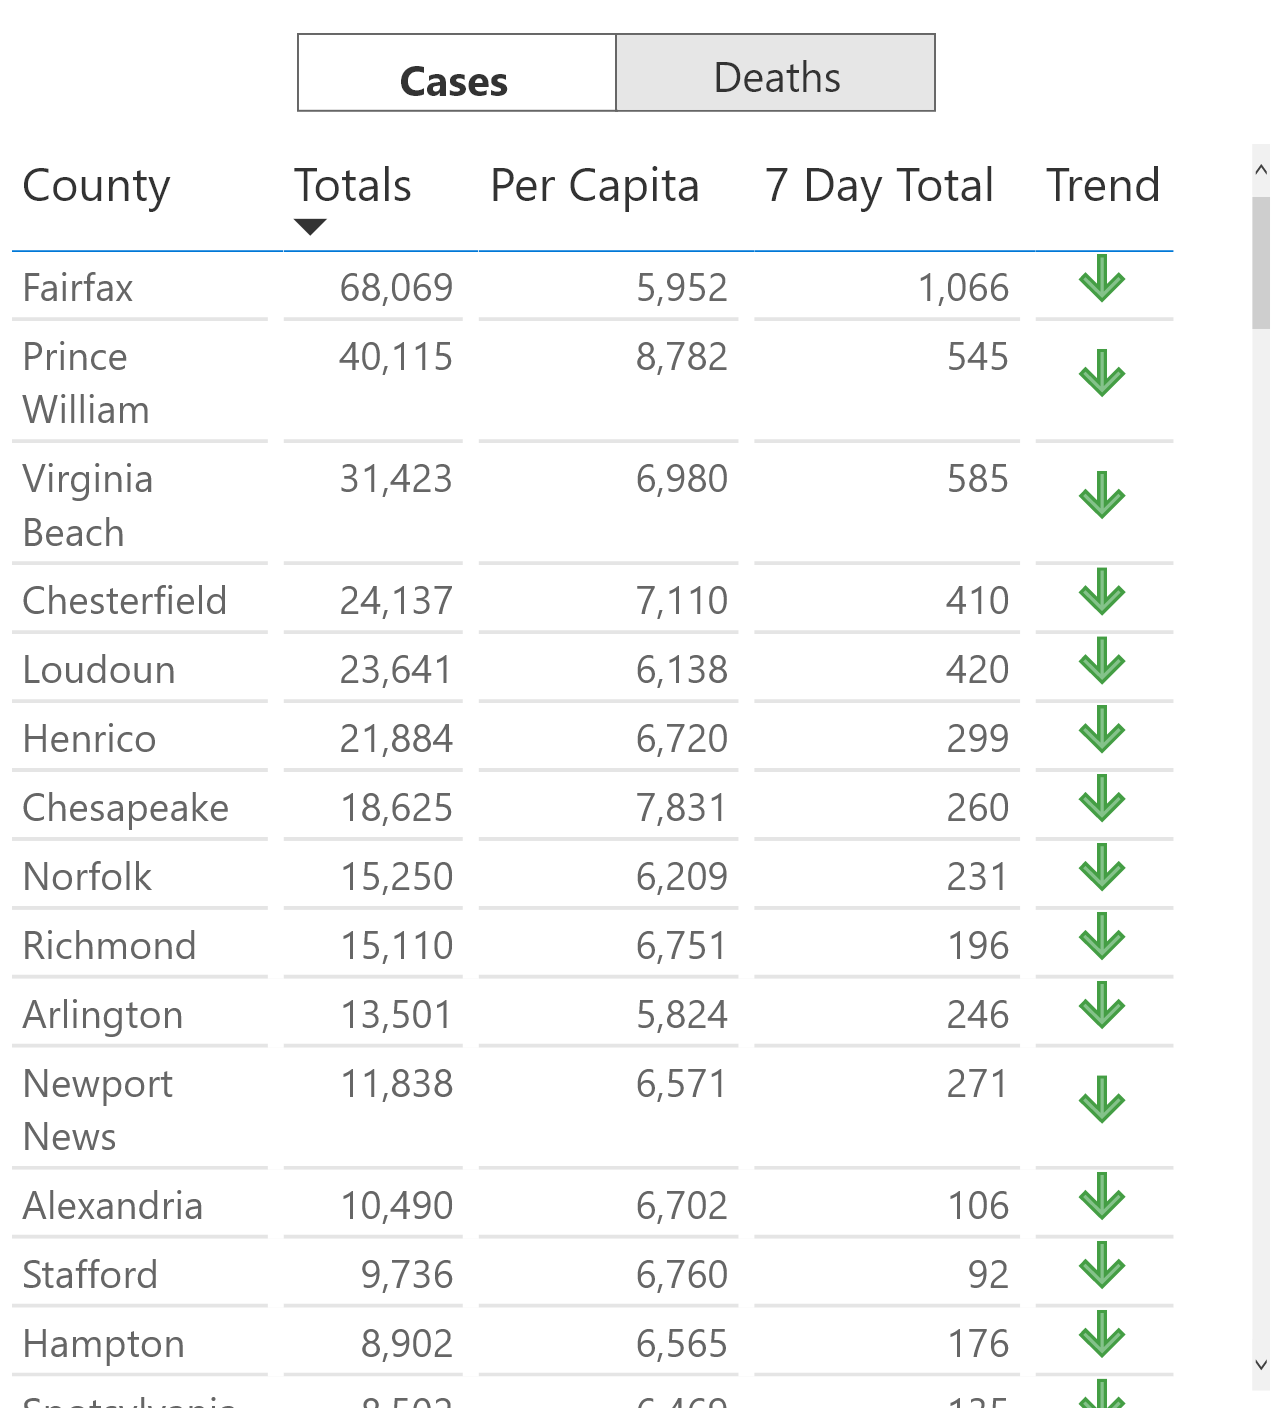 Cases Deaths
County Totals Per Capita 7 Day Total Trend
Fairfax 68,069 5,952 1,066
Prince 40,115 8,782 545
William
Virginia 31,423 6,980 585
Beach
Chesterfield 24,137 7,110 410
Loudoun 23,641 6,138 420
Henrico 21,884 6,720 299
Chesapeake 18,625 7,831 260
Norfolk 15,250 6,209 231
Richmond 15,110 6,751 196
Arlington 13,501 5,824 246
Newport 11,838 6,571 271
News
Alexandria 10,490 6,702 106
Stafford 9,736 6,760 92
Hampton 8,902 6,565 176